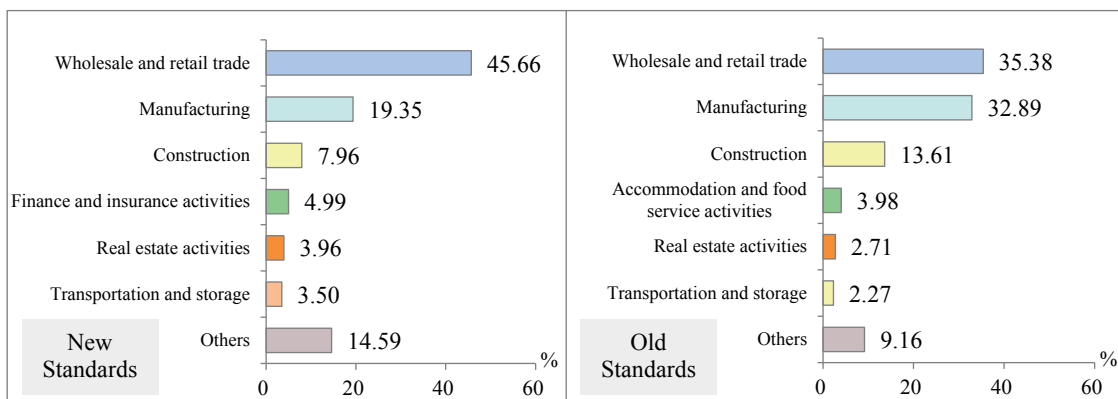 Wholesale and retail trade 45.66
Manufacturing 19.35
Construction 7.96
Finance and insurance activities 4.99
Real estate activities 3.96
Transportation and storage 3.50
Others 14.59
New
Standards
%
0 20 40 60
Wholesale and retail trade 35.38
Manufacturing 32.89
Construction 13.61
Accommodation and food
service activities 3.98
Real estate activities 2.71
Transportation and storage 2.27
Others 9.16
Old
Standards
%
0 20 40 60